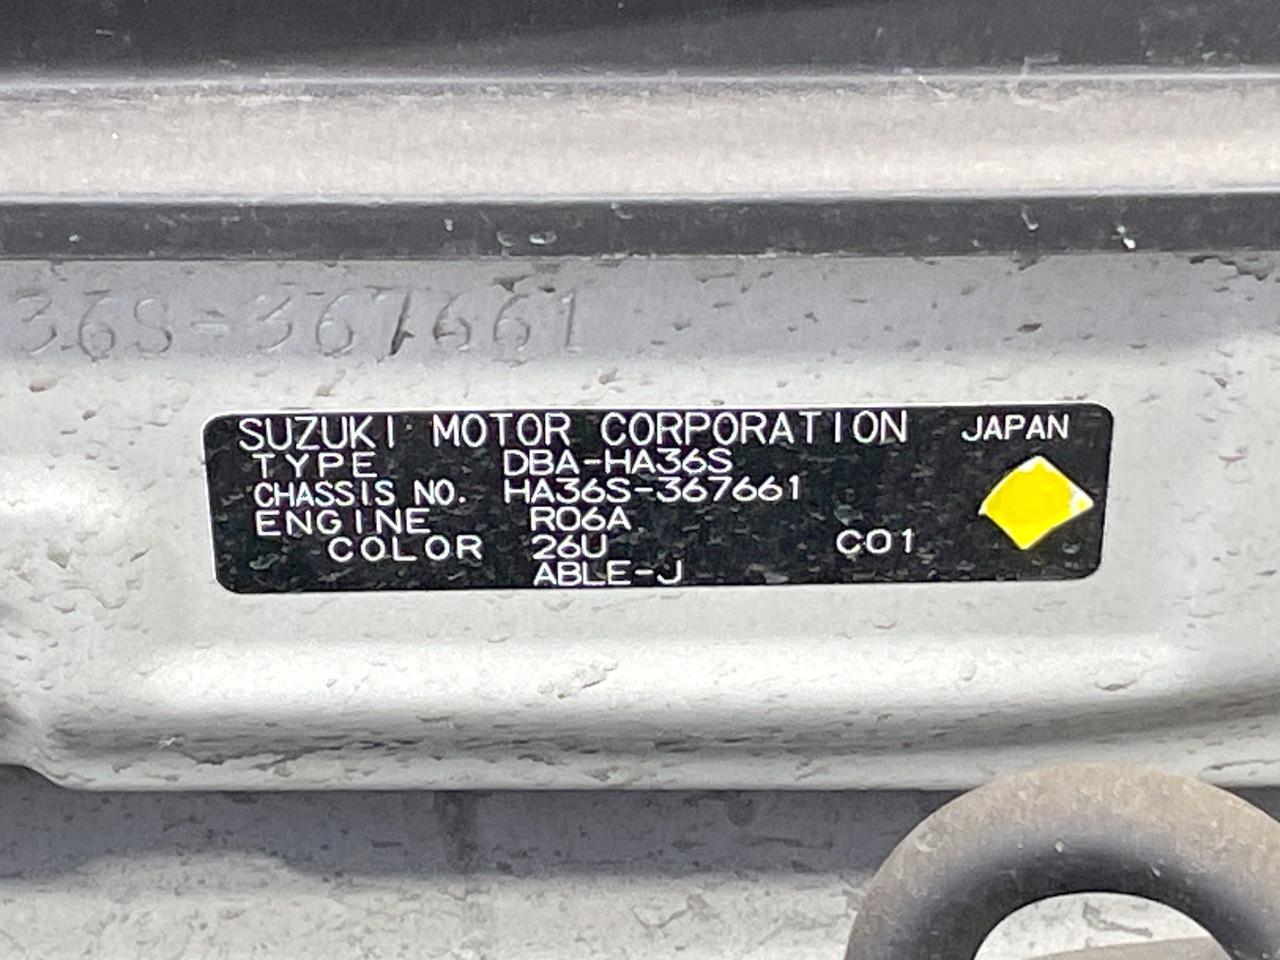 36S-367661
SUZUKI MOTOR CORPORATION JAPAN
TYPE DBA-HA36S
CHASSIS NO. HA36S-367661
ENGINE R06A
COLOR 26U C01
ABLE-J